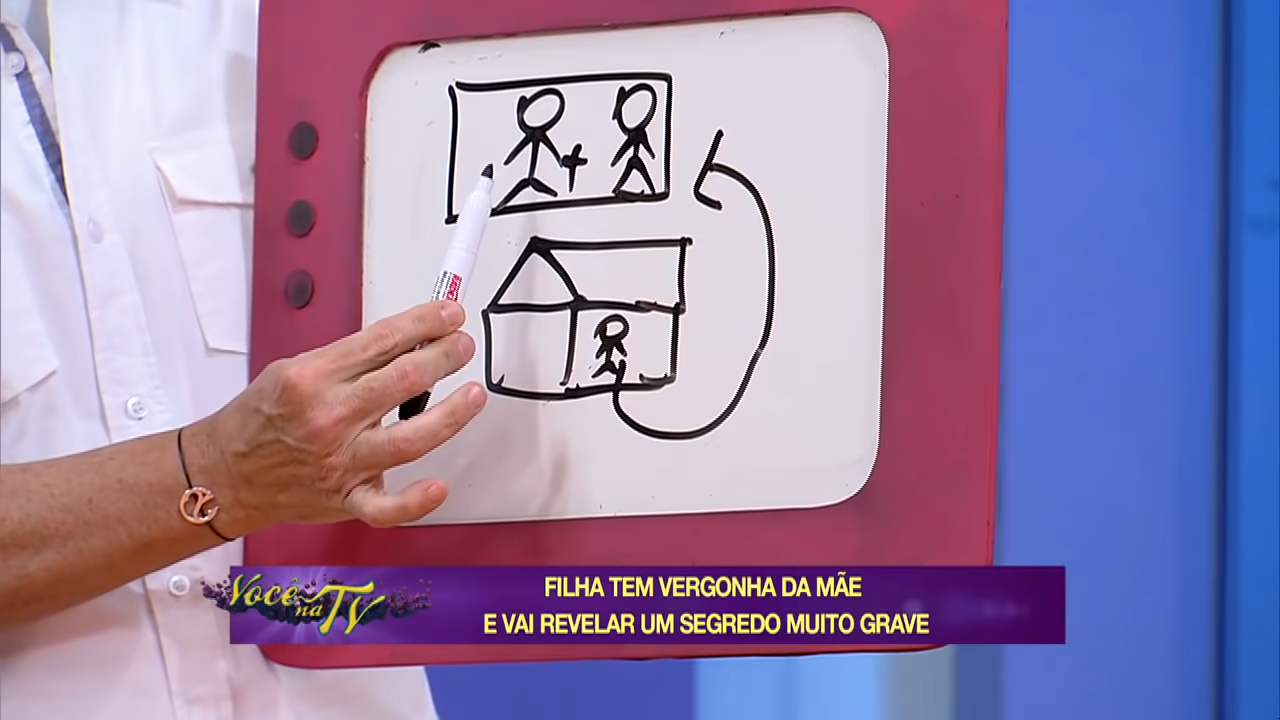 Você
na
TV
FILHA TEM VERGONHA DA MÃE
E VAI REVELAR UM SEGREDO MUITO GRAVE